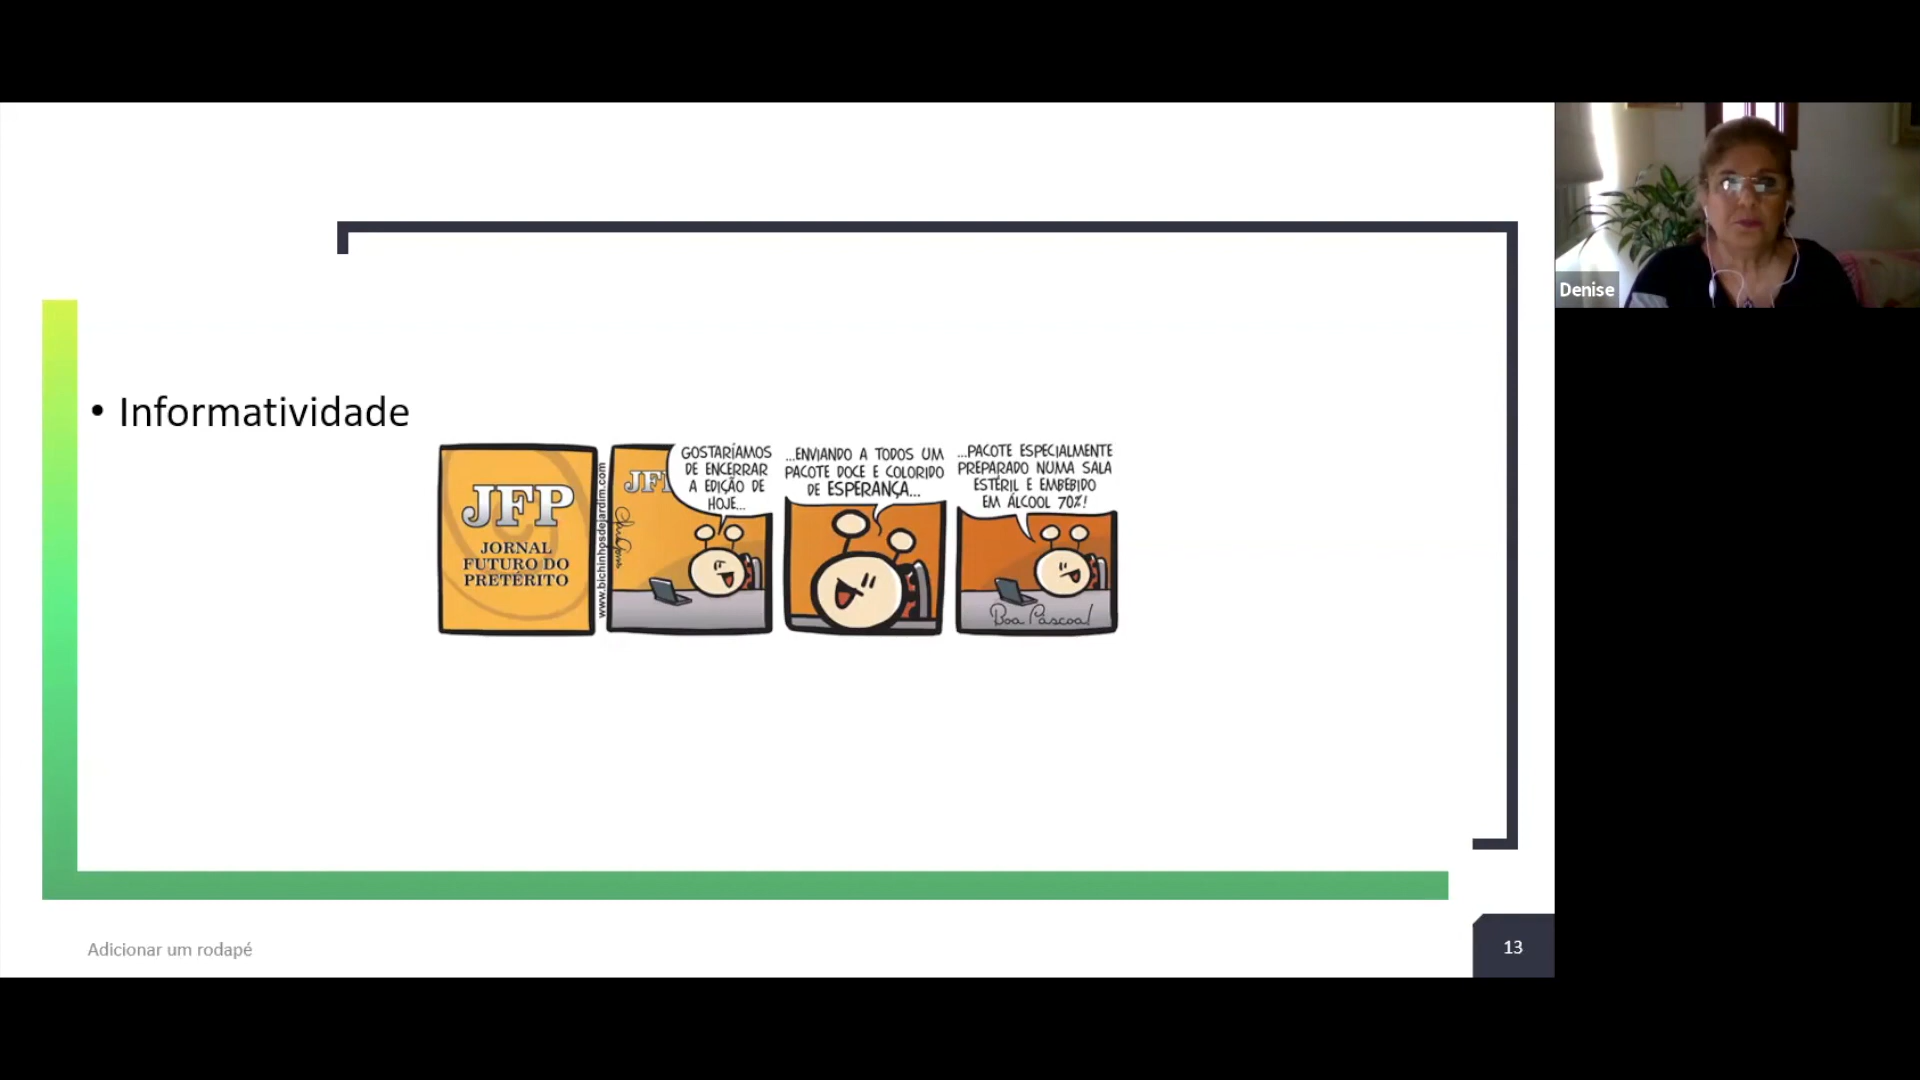 Denise
• Informatividade
JFP
JORNAL
FUTURO DO
PRETÉRITO
www.bichinhosdejardim.com
JF
GOSTARÍAMOS
DE ENCERRAR
A EDIÇÃO DE
HOJE...
...ENVIANDO A TODOS UM
PACOTE DOCE E COLORIDO
DE ESPERANÇA...
...PACOTE ESPECIALMENTE
PREPARADO NUMA SALA
ESTÉRIL E EMBEBIDO
EM ÁLCOOL 70%!
Boa Páscoa!
Adicionar um rodapé
13